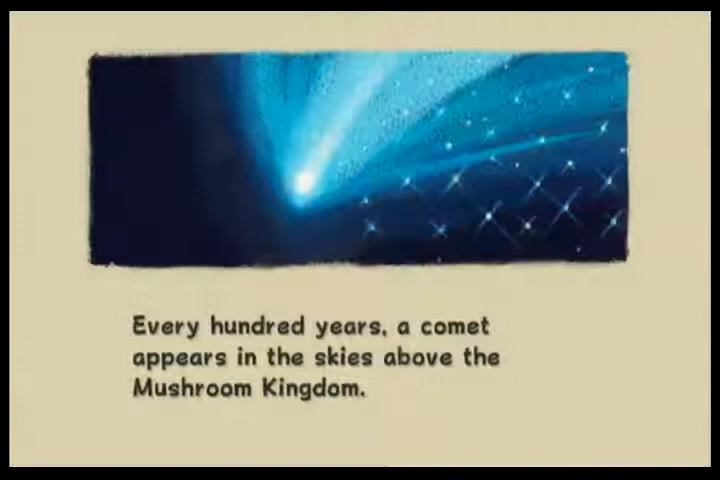 Every hundred years, a comet
appears in the skies above the
Mushroom Kingdom.